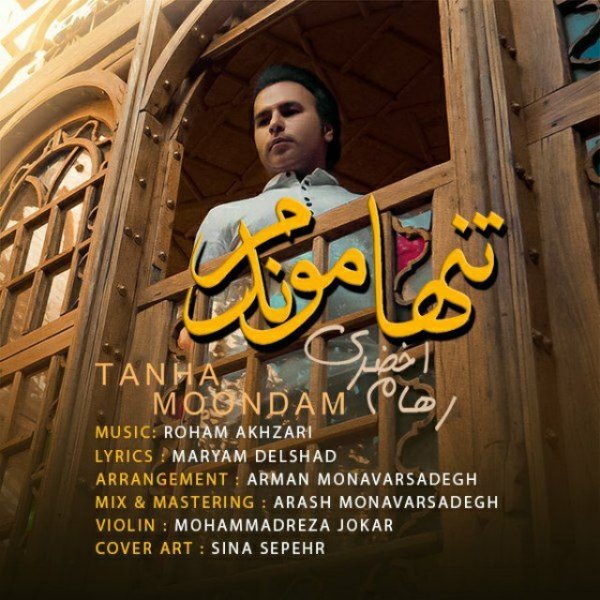 تنها موندم
رهام اخضری
TANHA
MOONDAM
MUSIC: ROHAM AKHZARI
LYRICS : MARYAM DELSHAD
ARRANGEMENT : ARMAN MONAVARSADEGH
MIX & MASTERING : ARASH MONAVARSADEGH
VIOLIN : MOHAMMADREZA JOKAR
COVER ART : SINA SEPEHR